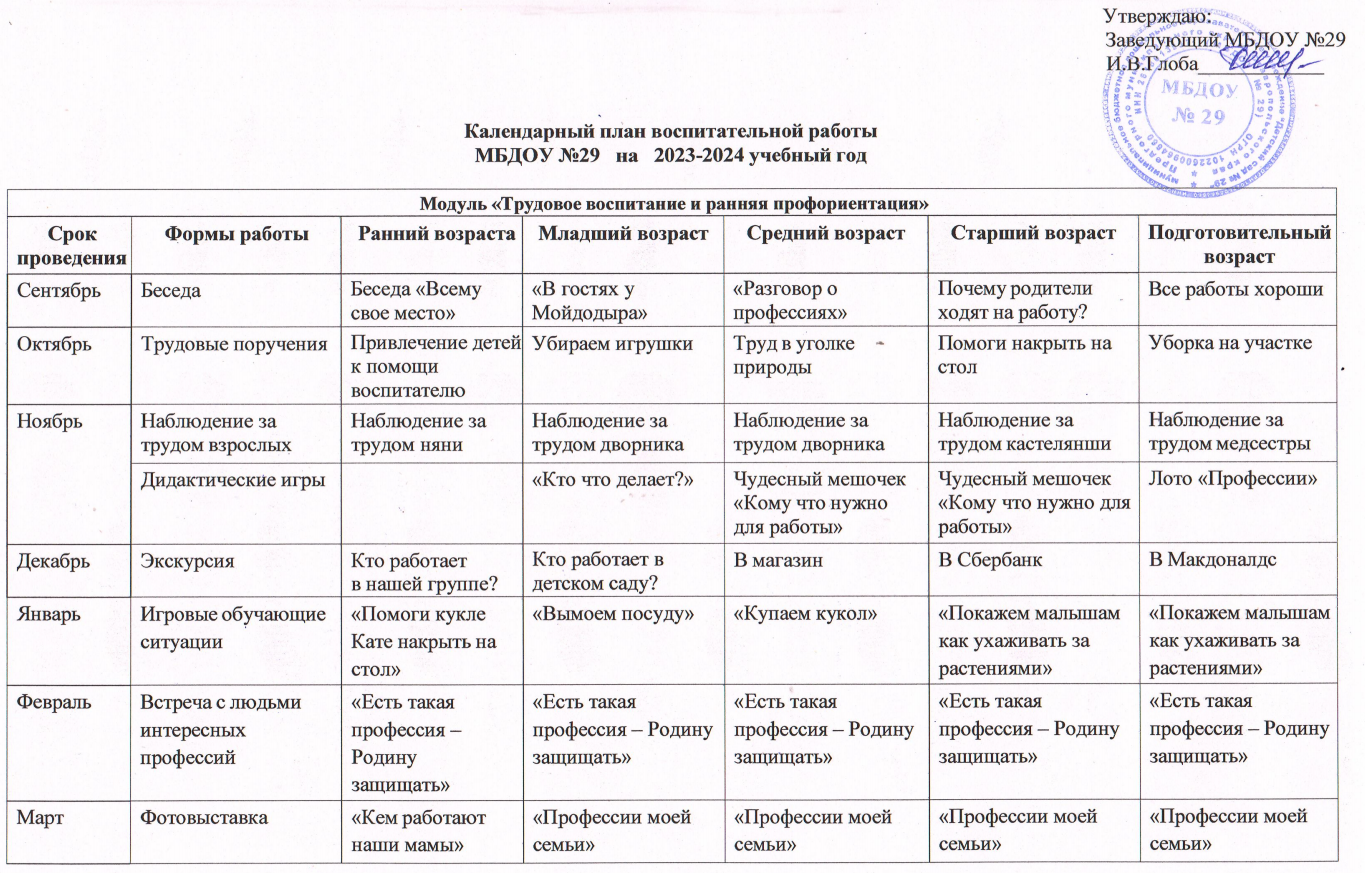 Утверждаю:
Заведующий МБДОУ №29
И.В.Глоба
МБДОУ
№ 29
Календарный план воспитательной работы
МБДОУ №29 на 2023-2024 учебный год
Модуль «Трудовое воспитание и ранняя профориентация»
Срок проведения
Формы работы
Ранний возраста
Младший возраст
Средний возраст
Старший возраст
Подготовительный возраст
Сентябрь
Беседа
Беседа «Всему
свое место»
«В гостях у
Мойдодыра»
«Разговор о
профессиях»
Почему родители
ходят на работу?
Все работы хороши
Октябрь
Трудовые поручения
Привлечение детей
к помощи
воспитателю
Убираем игрушки
Труд в уголке
природы
Помоги накрыть на
стол
Уборка на участке
Ноябрь
Наблюдение за
трудом взрослых
Наблюдение за
трудом няни
Наблюдение за
трудом дворника
Наблюдение за
трудом дворника
Наблюдение за
трудом кастелянши
Наблюдение за
трудом медсестры
Дидактические игры
«Кто что делает?»
Чудесный мешочек
«Кому что нужно
для работы»
Чудесный мешочек
«Кому что нужно для
работы»
Лото «Профессии»
Декабрь
Экскурсия
Кто работает
в нашей группе?
Кто работает в
детском саду?
В магазин
В Сбербанк
В Макдоналдс
Январь
Игровые обучающие
ситуации
«Помоги кукле
Кате накрыть на
стол»
«Вымоем посуду»
«Купаем кукол»
«Покажем малышам
как ухаживать за
растениями»
«Покажем малышам
как ухаживать за
растениями»
Февраль
Встреча с людьми
интересных
профессий
«Есть такая
профессия –
Родину
защищать»
«Есть такая
профессия – Родину
защищать»
«Есть такая
профессия – Родину
защищать»
«Есть такая
профессия – Родину
защищать»
«Есть такая
профессия – Родину
защищать»
Март
Фотовыставка
«Кем работают
наши мамы»
«Профессии моей
семьи»
«Профессии моей
семьи»
«Профессии моей
семьи»
«Профессии моей
семьи»